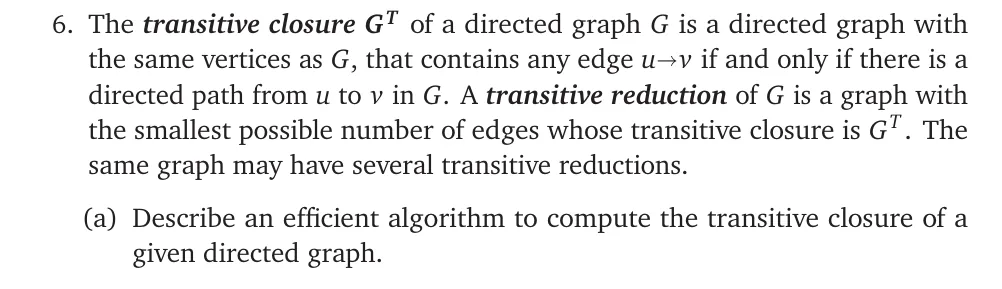 6. The transitive closure Gᵀ of a directed graph G is a directed graph with
the same vertices as G, that contains any edge u→v if and only if there is a
directed path from u to v in G. A transitive reduction of G is a graph with
the smallest possible number of edges whose transitive closure is Gᵀ. The
same graph may have several transitive reductions.
(a) Describe an efficient algorithm to compute the transitive closure of a
given directed graph.